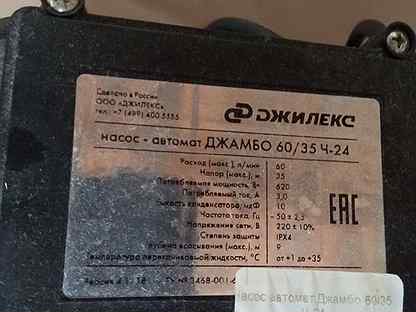 Сделано в России
ООО «ДЖИЛЕКС»
тел.: +7 (499) 400 5555
ДЖИЛЕКС
насос - автомат ДЖАМБО 60/35 Ч-24
Расход (макс.), л/мин 60
Напор (макс.), м 35
Потребляемая мощность, Вт 620
Потребляемый ток, А 3,0
Емкость конденсатора, мкФ 10
Частота тока, Гц ~ 50 ± 2,5
Напряжение сети, В 220 ± 10%
Степень защиты IPX4
всасывания (макс.), м 9
Температура перекачиваемой жидкости, °С от +1 до +35
EAC
Версия
насос автомат Джамбо 60/35